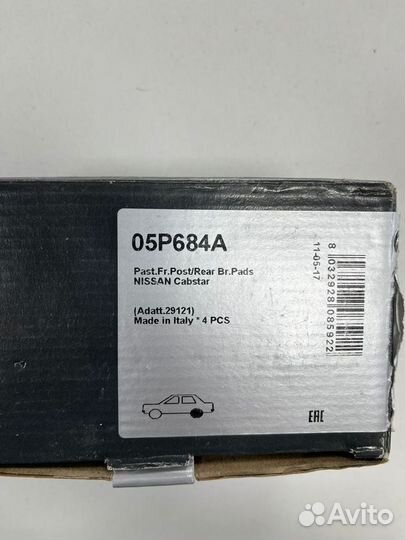 05P684A
Past.Fr.Post/Rear Br.Pads
NISSAN Cabstar
(Adatt.29121)
Made in Italy * 4 PCS
11-05-17
8 032928 085922
EAC
Avito